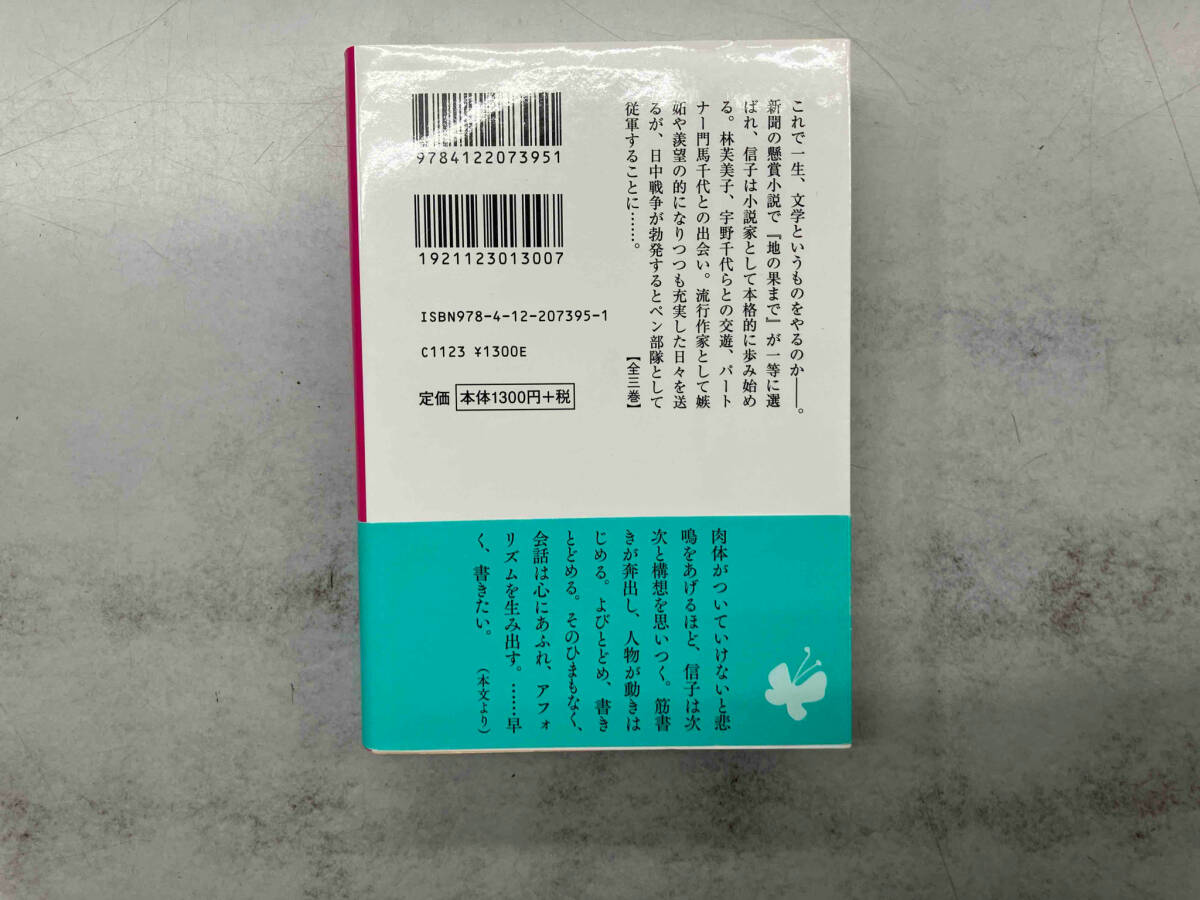 これで一生、文学というものをやるのか――。
新聞の懸賞小説で『地の果まで』が一等に選
ばれ、信子は小説家として本格的に歩み始め
る。林芙美子、宇野千代らとの交遊、パート
ナー門馬千代との出会い。流行作家として嫉
妬や羨望の的になりつつも充実した日々を送
るが、日中戦争が勃発するとペン部隊として
従軍することに……。
【全三巻】
9784122073951
1921123013007
ISBN978-4-12-207395-1
C1123 ¥1300E
定価 本体1300円+税
肉体がついていけないと悲
鳴をあげるほど、信子は次
次と構想を思いつく。筋書
きが奔出し、人物が動きは
じめる。よびとどめ、書き
とどめる。そのひまもなく、
会話は心にあふれ、アフォ
リズムを生み出す。……早
く、書きたい。
（本文より）